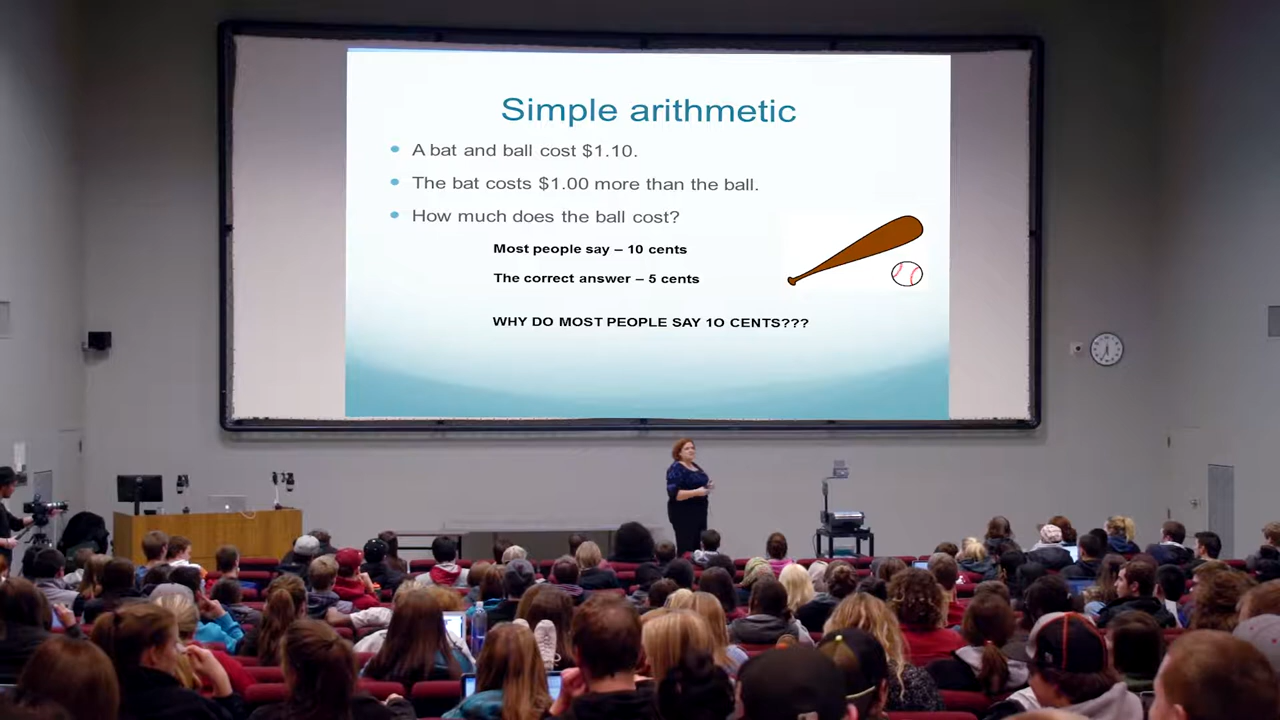 Simple arithmetic
A bat and ball cost $1.10.
The bat costs $1.00 more than the ball.
How much does the ball cost?
Most people say – 10 cents
The correct answer – 5 cents
WHY DO MOST PEOPLE SAY 1O CENTS???